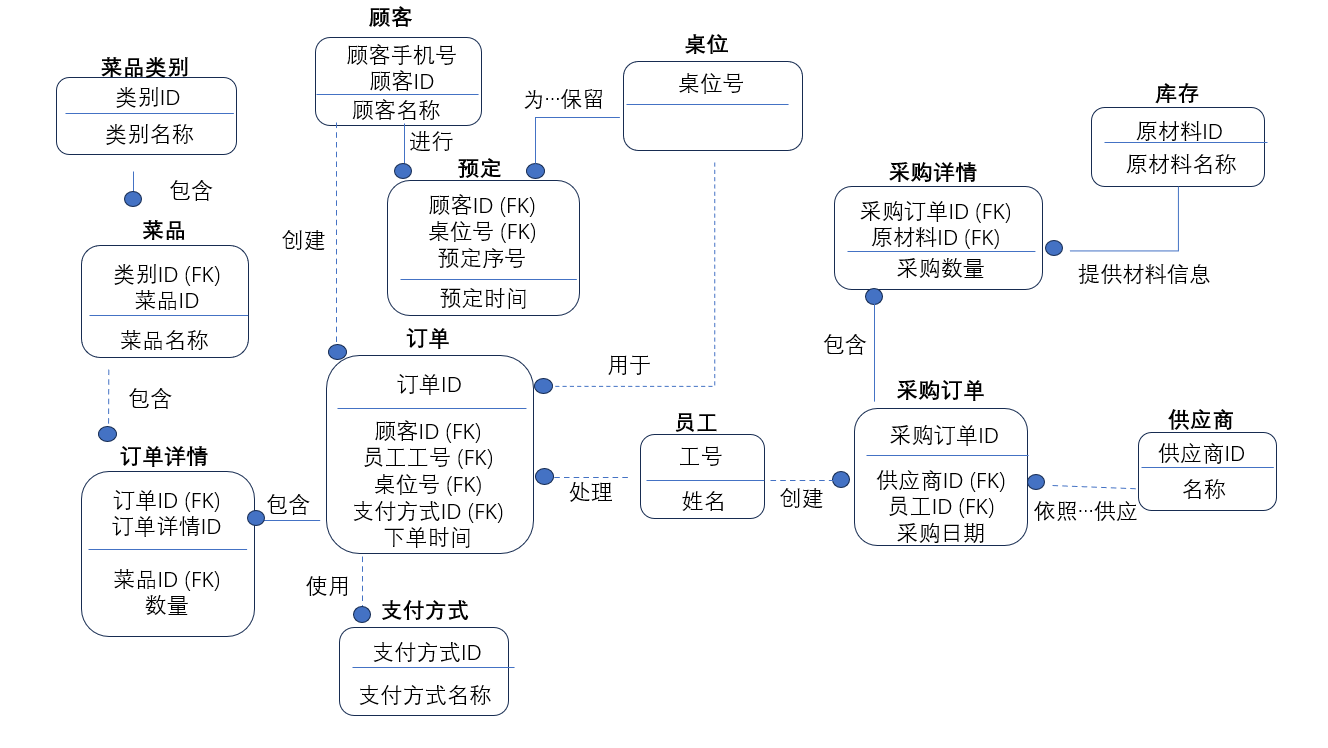 顾客
顾客手机号
顾客ID
顾客名称
桌位
桌位号
菜品类别
类别ID
类别名称
为···保留
进行
库存
原材料ID
原材料名称
预定
顾客ID (FK)
桌位号 (FK)
预定序号
预定时间
采购详情
采购订单ID (FK)
原材料ID (FK)
采购数量
包含
菜品
类别ID (FK)
菜品ID
菜品名称
创建
提供材料信息
订单
订单ID
顾客ID (FK)
员工工号 (FK)
桌位号 (FK)
支付方式ID (FK)
下单时间
用于
包含
包含
采购订单
采购订单ID
供应商ID (FK)
员工ID (FK)
采购日期
员工
工号
姓名
供应商
供应商ID
名称
订单详情
订单ID (FK)
订单详情ID
菜品ID (FK)
数量
包含
处理
创建
依照···供应
使用
支付方式
支付方式ID
支付方式名称